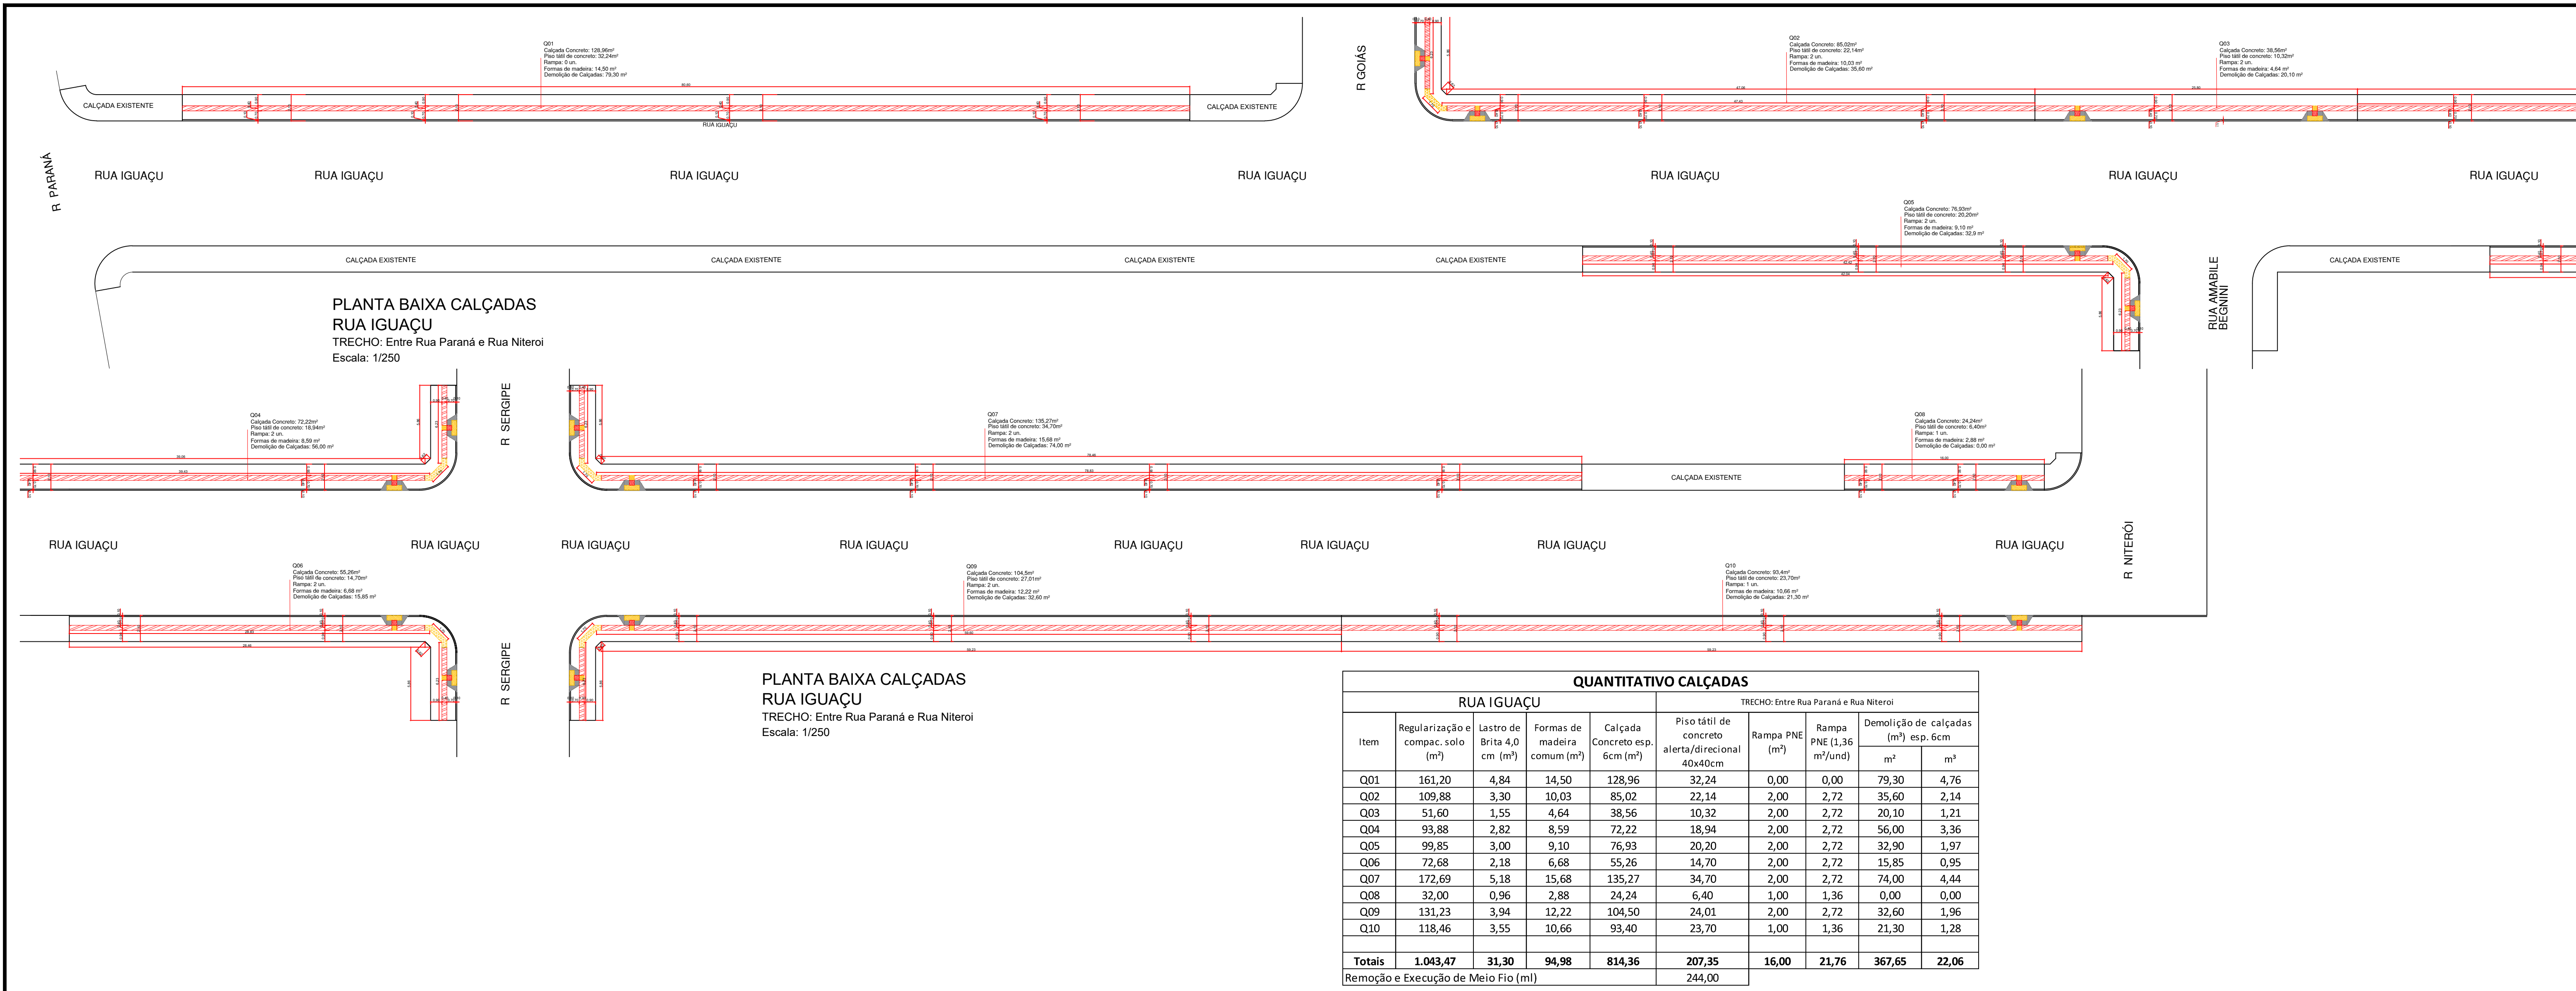 Q01
Calçada Concreto: 128,96m²
Piso tátil de concreto: 32,24m²
Rampa: 0 un.
Formas de madeira: 14,50 m²
Demolição de Calçadas: 79,30 m²
R GOIÁS
Q02
Calçada Concreto: 85,02m²
Piso tátil de concreto: 22,14m²
Rampa: 2 un.
Formas de madeira: 10,03 m²
Demolição de Calçadas: 35,60 m²
Q03
Calçada Concreto: 38,56m²
Piso tátil de concreto: 10,32m²
Rampa: 2 un.
Formas de madeira: 4,64 m²
Demolição de Calçadas: 20,10 m²
CALÇADA EXISTENTE
CALÇADA EXISTENTE
RUA IGUAÇU
R PARANÁ
RUA IGUAÇU
RUA IGUAÇU
RUA IGUAÇU
RUA IGUAÇU
RUA IGUAÇU
RUA IGUAÇU
RUA IGUAÇU
Q05
Calçada Concreto: 76,93m²
Piso tátil de concreto: 20,20m²
Rampa: 2 un.
Formas de madeira: 9,10 m²
Demolição de Calçadas: 32,9 m²
CALÇADA EXISTENTE
CALÇADA EXISTENTE
CALÇADA EXISTENTE
CALÇADA EXISTENTE
RUA AMABILE
BEGNINI
CALÇADA EXISTENTE
PLANTA BAIXA CALÇADAS
RUA IGUAÇU
TRECHO: Entre Rua Paraná e Rua Niteroi
Escala: 1/250
Q04
Calçada Concreto: 72,22m²
Piso tátil de concreto: 18,94m²
Rampa: 2 un.
Formas de madeira: 8,59 m²
Demolição de Calçadas: 56,00 m²
R SERGIPE
Q07
Calçada Concreto: 135,27m²
Piso tátil de concreto: 34,70m²
Rampa: 2 un.
Formas de madeira: 15,68 m²
Demolição de Calçadas: 74,00 m²
Q08
Calçada Concreto: 24,24m²
Piso tátil de concreto: 6,40m²
Rampa: 1 un.
Formas de madeira: 2,88 m²
Demolição de Calçadas: 0,00 m²
CALÇADA EXISTENTE
RUA IGUAÇU
RUA IGUAÇU
RUA IGUAÇU
RUA IGUAÇU
RUA IGUAÇU
RUA IGUAÇU
RUA IGUAÇU
RUA IGUAÇU
R NITERÓI
Q06
Calçada Concreto: 55,26m²
Piso tátil de concreto: 14,70m²
Rampa: 2 un.
Formas de madeira: 6,68 m²
Demolição de Calçadas: 15,85 m²
R SERGIPE
Q09
Calçada Concreto: 104,5m²
Piso tátil de concreto: 27,01m²
Rampa: 2 un.
Formas de madeira: 12,22 m²
Demolição de Calçadas: 32,60 m²
Q10
Calçada Concreto: 93,4m²
Piso tátil de concreto: 23,70m²
Rampa: 1 un.
Formas de madeira: 10,66 m²
Demolição de Calçadas: 21,30 m²
PLANTA BAIXA CALÇADAS
RUA IGUAÇU
TRECHO: Entre Rua Paraná e Rua Niteroi
Escala: 1/250
QUANTITATIVO CALÇADAS
RUA IGUAÇU TRECHO: Entre Rua Paraná e Rua Niteroi
Item Regularização e compac. solo (m²) Lastro de Brita 4,0 cm (m³) Formas de madeira comum (m²) Calçada Concreto esp. 6cm (m²) Piso tátil de concreto alerta/direcional 40x40cm Rampa PNE (m²) Rampa PNE (1,36 m²/und) Demolição de calçadas (m³) esp. 6cm
m² m³
Q01 161,20 4,84 14,50 128,96 32,24 0,00 0,00 79,30 4,76
Q02 109,88 3,30 10,03 85,02 22,14 2,00 2,72 35,60 2,14
Q03 51,60 1,55 4,64 38,56 10,32 2,00 2,72 20,10 1,21
Q04 93,88 2,82 8,59 72,22 18,94 2,00 2,72 56,00 3,36
Q05 99,85 3,00 9,10 76,93 20,20 2,00 2,72 32,90 1,97
Q06 72,68 2,18 6,68 55,26 14,70 2,00 2,72 15,85 0,95
Q07 172,69 5,18 15,68 135,27 34,70 2,00 2,72 74,00 4,44
Q08 32,00 0,96 2,88 24,24 6,40 1,00 1,36 0,00 0,00
Q09 131,23 3,94 12,22 104,50 24,01 2,00 2,72 32,60 1,96
Q10 118,46 3,55 10,66 93,40 23,70 1,00 1,36 21,30 1,28
Totais 1.043,47 31,30 94,98 814,36 207,35 16,00 21,76 367,65 22,06
Remoção e Execução de Meio Fio (ml) 244,00